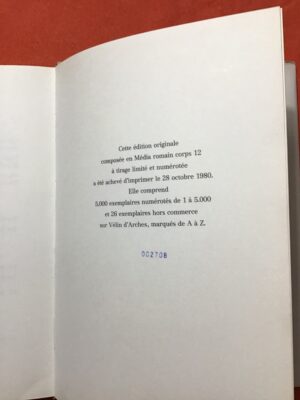 Cette édition originale
composée en Média romain corps 12
à tirage limité et numérotée
a été achevé d'imprimer le 28 octobre 1980.
Elle comprend
5.000 exemplaires numérotés de 1 à 5.000
et 26 exemplaires hors commerce
sur Vélin d'Arches, marqués de A à Z.
002708